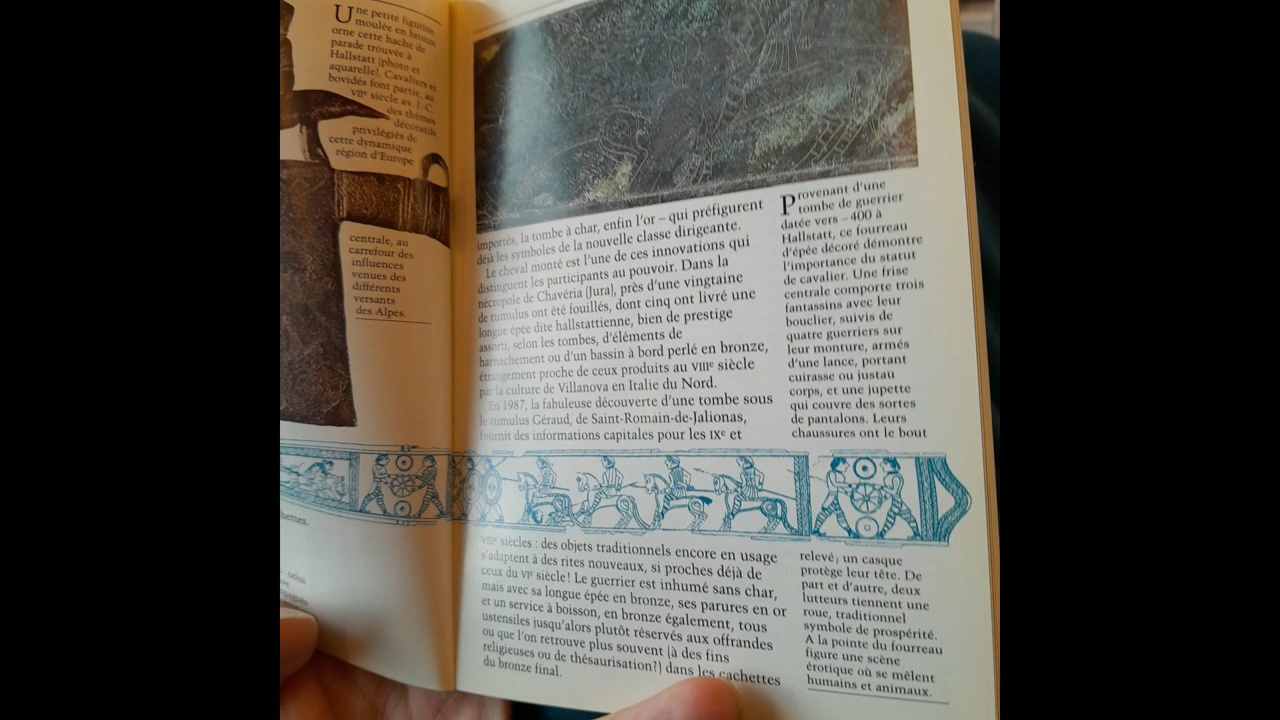 Une petite figurine
moulée en bronze
orne cette hache de
parade trouvée à
Hallstatt (photo et
aquarelle). Cavaliers et
bovidés font partie, au
VIIe siècle av. J.-C.
des thèmes
décoratifs
privilégiés de
cette dynamique
région d'Europe
centrale, au
carrefour des
influences
venues des
différents
versants
des Alpes.
importés, la tombe à char, enfin l'or – qui préfigurent
déjà les symboles de la nouvelle classe dirigeante.
Le cheval monté est l'une de ces innovations qui
distinguent les participants au pouvoir. Dans la
nécropole de Chavéria (Jura), près d'une vingtaine
de tumulus ont été fouillés, dont cinq ont livré une
longue épée dite hallstattienne, bien de prestige
assorti, selon les tombes, d'éléments de
harnachement ou d'un bassin à bord perlé en bronze,
étrangement proche de ceux produits au VIIIe siècle
par la culture de Villanova en Italie du Nord.
En 1987, la fabuleuse découverte d'une tombe sous
le tumulus Géraud, de Saint-Romain-de-Jalionas,
fournit des informations capitales pour les IXe et
VIIIe siècles : des objets traditionnels encore en usage
s'adaptent à des rites nouveaux, si proches déjà de
ceux du VIe siècle! Le guerrier est inhumé sans char,
mais avec sa longue épée en bronze, ses parures en or
et un service à boisson, en bronze également, tous
ustensiles jusqu'alors plutôt réservés aux offrandes
ou que l'on retrouve plus souvent (à des fins
religieuses ou de thésaurisation?) dans les cachettes
du bronze final.
Provenant d'une
tombe de guerrier
datée vers – 400 à
Hallstatt, ce fourreau
d'épée décoré démontre
l'importance du statut
de cavalier. Une frise
centrale comporte trois
fantassins avec leur
bouclier, suivis de
quatre guerriers sur
leur monture, armés
d'une lance, portant
cuirasse ou justau
corps, et une jupette
qui couvre des sortes
de pantalons. Leurs
chaussures ont le bout
relevé; un casque
protège leur tête. De
part et d'autre, deux
lutteurs tiennent une
roue, traditionnel
symbole de prospérité.
A la pointe du fourreau
figure une scène
érotique où se mêlent
humains et animaux.